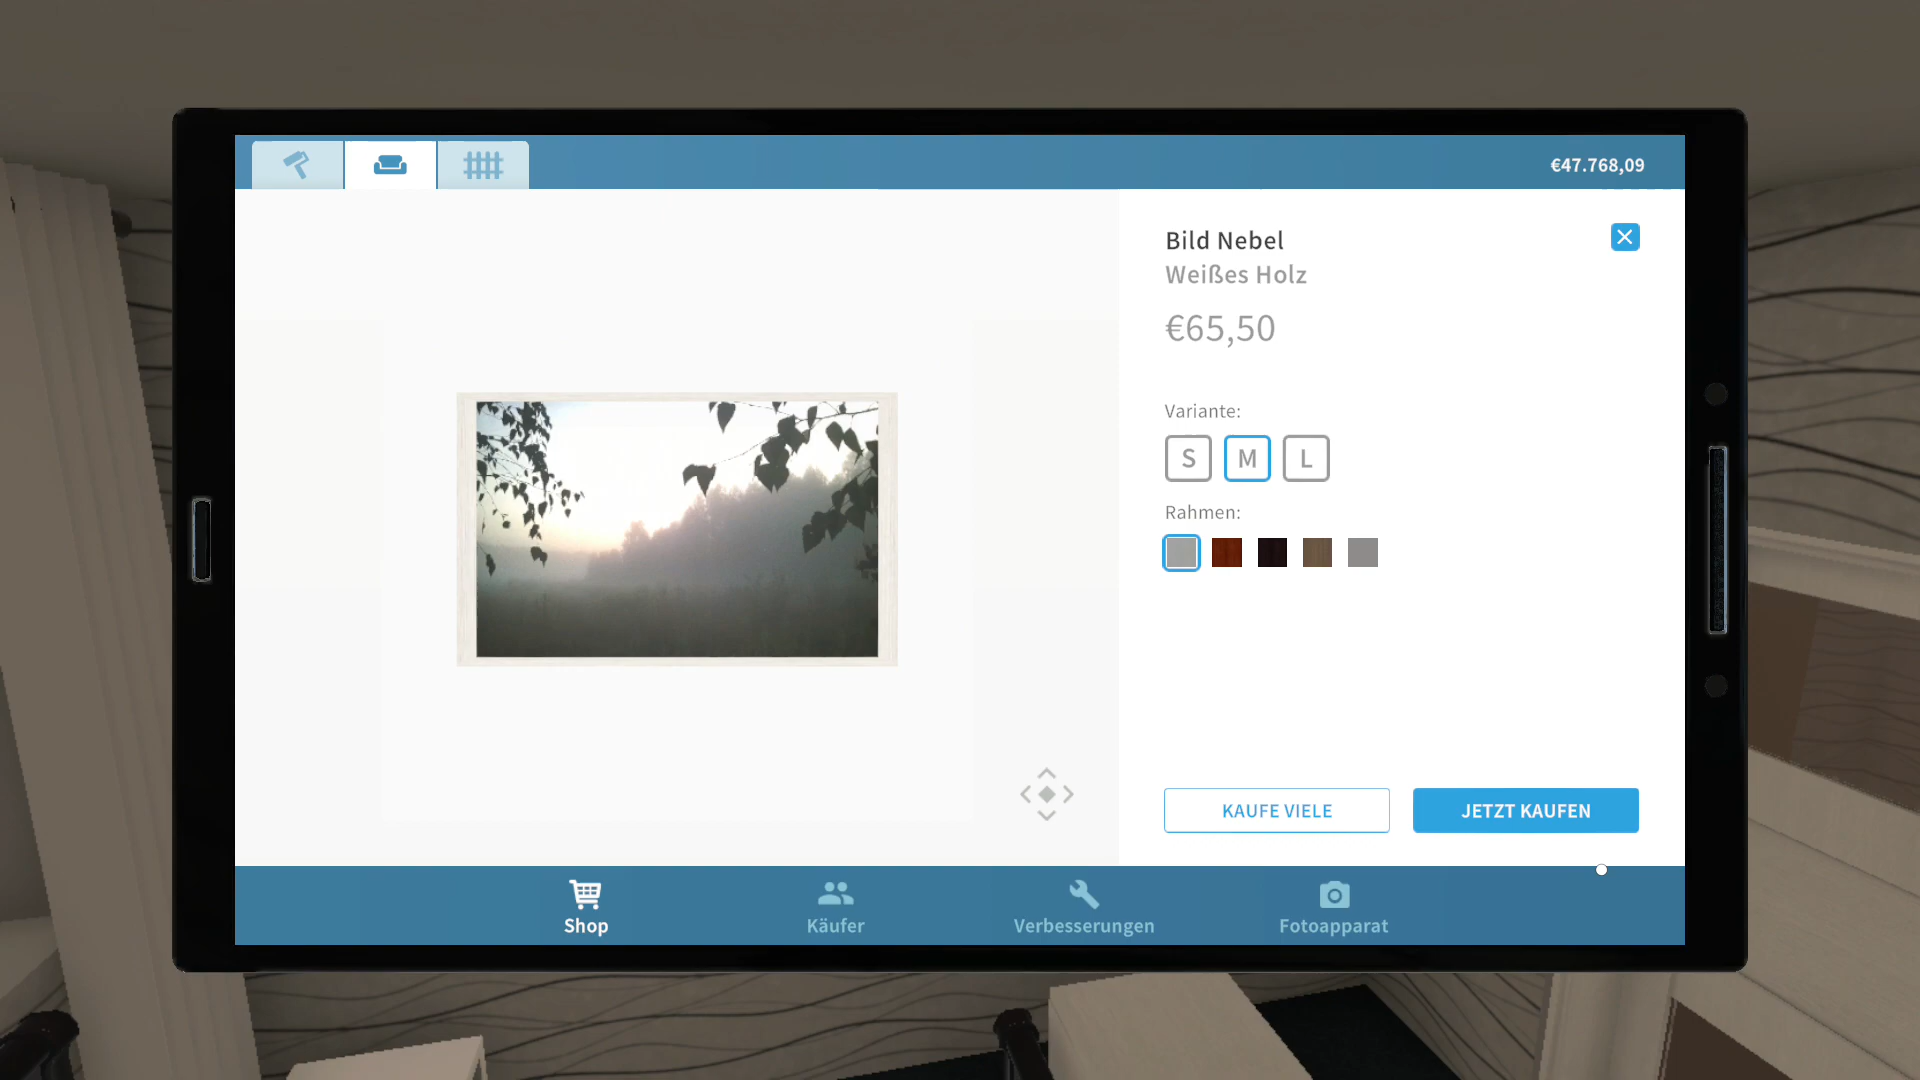 €47.768,09
Bild Nebel
Weißes Holz
€65,50
Variante:
S M L
Rahmen:
KAUFE VIELE JETZT KAUFEN
Shop Käufer Verbesserungen Fotoapparat